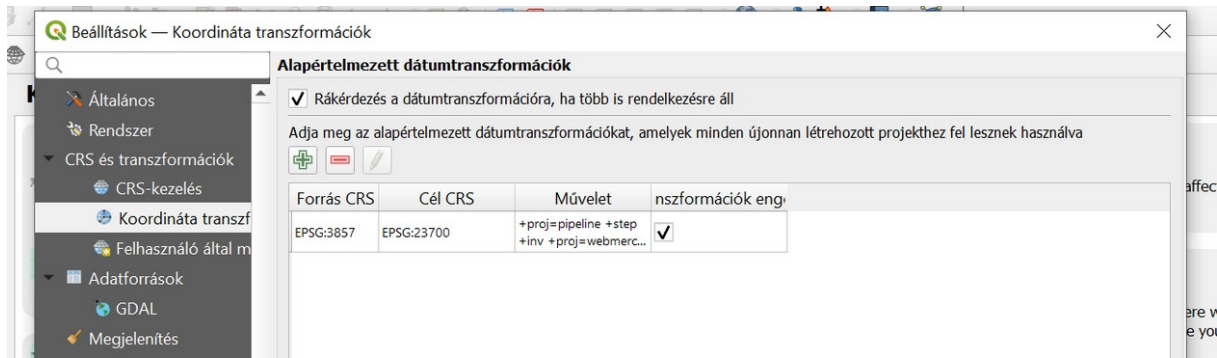 Beállítások — Koordináta transzformációk
Alapértelmezett dátumtranszformációk
Általános
Rákérdezés a dátumtranszformációra, ha több is rendelkezésre áll
Rendszer
Adja meg az alapértelmezett dátumtranszformációkat, amelyek minden újonnan létrehozott projekthez fel lesznek használva
CRS és transzformációk
CRS-kezelés
Koordináta transzf
Felhasználó által m
Adatforrások
GDAL
Megjelenítés
Forrás CRS Cél CRS Művelet nszformációk enge
EPSG:3857 EPSG:23700 +proj=pipeline +step
+inv +proj=webmerc...
affec
ere w
e you